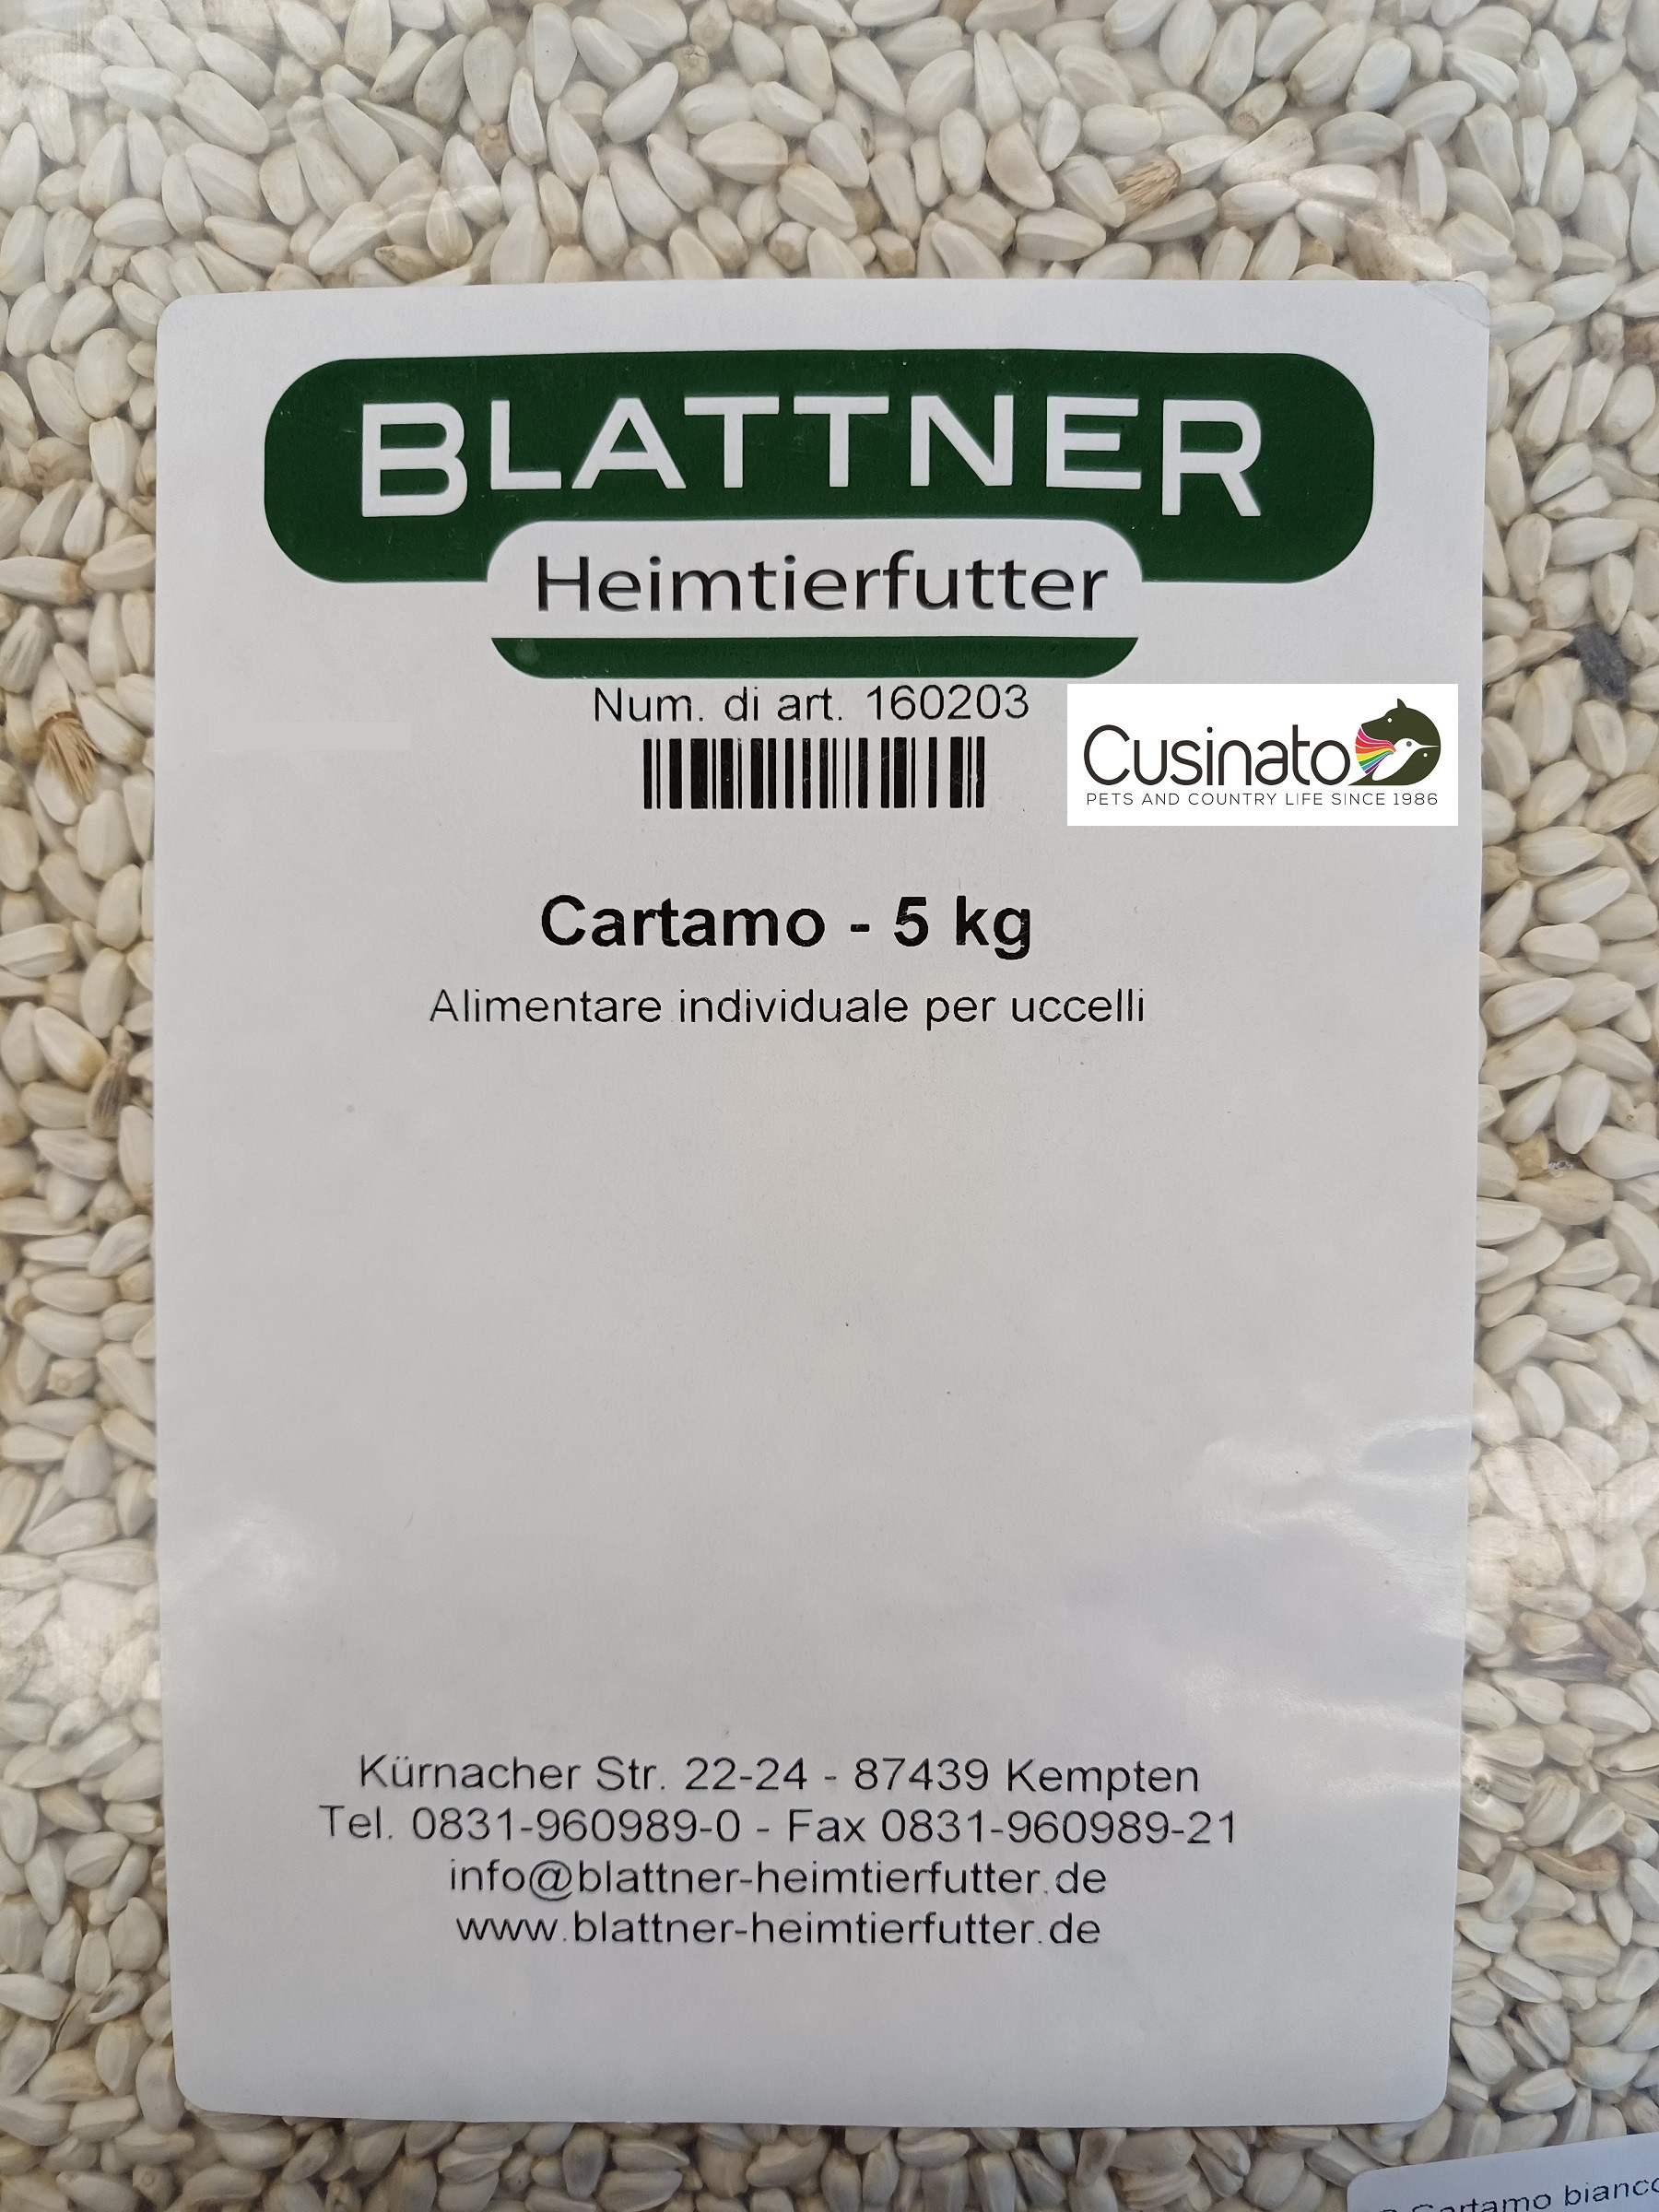 BLATTNER
Heimtierfutter
Num. di art. 160203
Cusinato
PETS AND COUNTRY LIFE SINCE 1986
Cartamo - 5 kg
Alimentare individuale per uccelli
Kürnacher Str. 22-24 - 87439 Kempten
Tel. 0831-960989-0 - Fax 0831-960989-21
info@blattner-heimtierfutter.de
www.blattner-heimtierfutter.de
Cartamo bianco